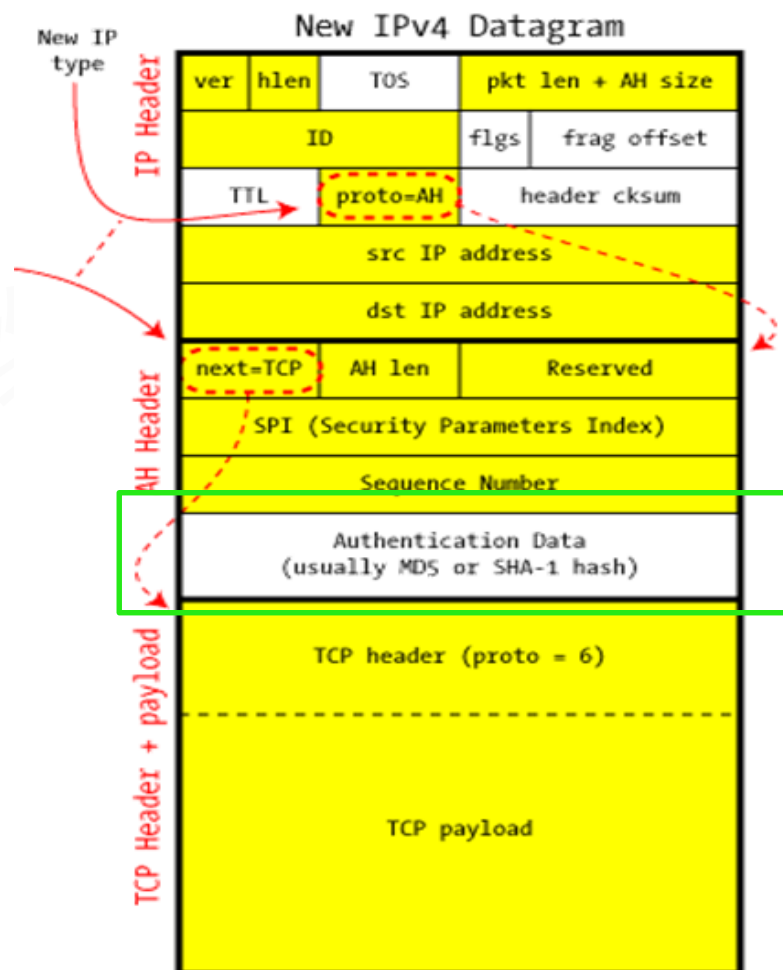 New IPv4 Datagram
New IP
type
IP Header
ver hlen TOS pkt len + AH size
ID flgs frag offset
TTL proto=AH header cksum
src IP address
dst IP address
AH Header
next=TCP AH len Reserved
SPI (Security Parameters Index)
Sequence Number
Authentication Data
(usually MD5 or SHA-1 hash)
TCP Header + payload
TCP header (proto = 6)
TCP payload